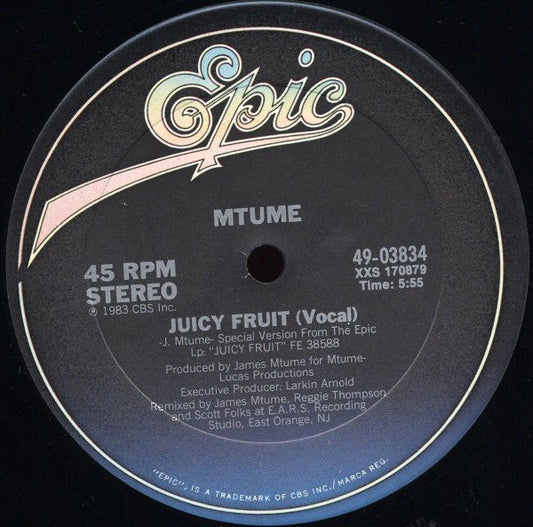 Epic
MTUME
45 RPM
STEREO
℗ 1983 CBS Inc.
49-03834
XXS 170879
Time: 5:55
JUICY FRUIT (Vocal)
-J. Mtume- Special Version From The Epic
Lp: "JUICY FRUIT" FE 38588
Produced by James Mtume for Mtume-
Lucas Productions
Executive Producer: Larkin Arnold
Remixed by James Mtume, Reggie Thompson
and Scott Folks at E.A.R.S. Recording
Studio, East Orange, NJ
"EPIC", IS A TRADEMARK OF CBS INC./MARCA REG.